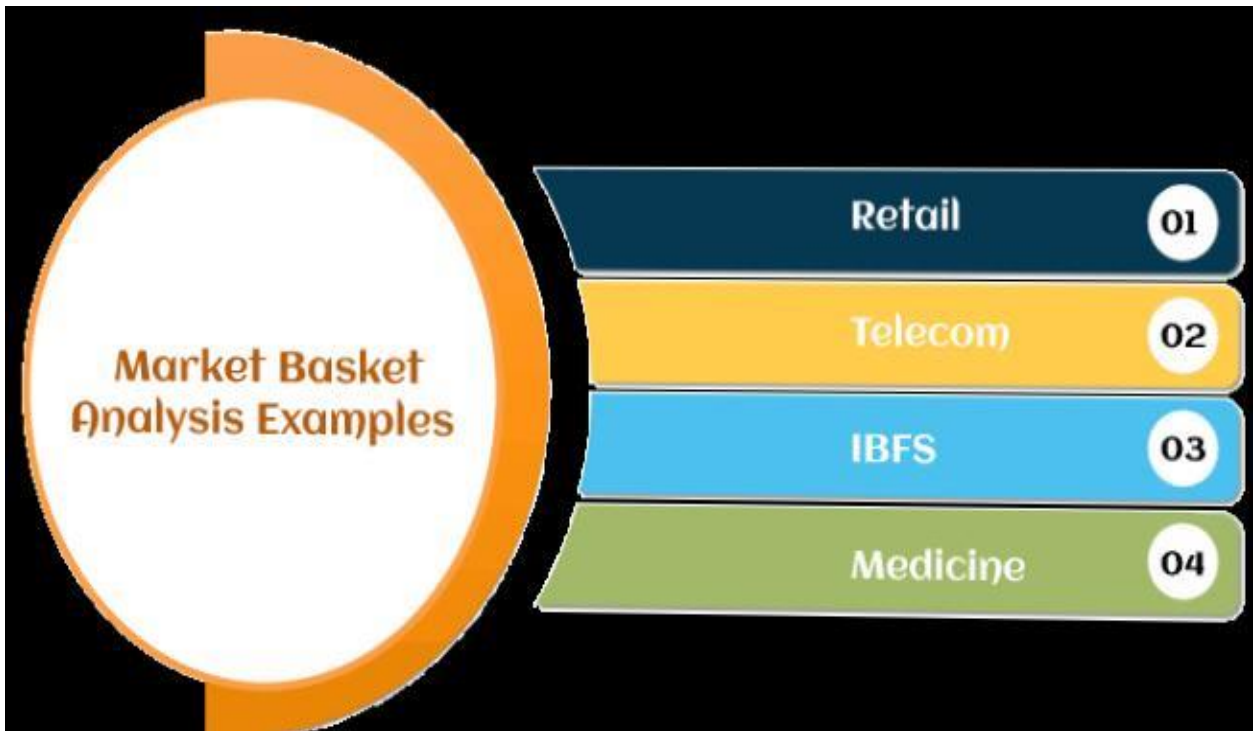 Market Basket
Analysis Examples
Retail 01
Telecom 02
IBFS 03
Medicine 04